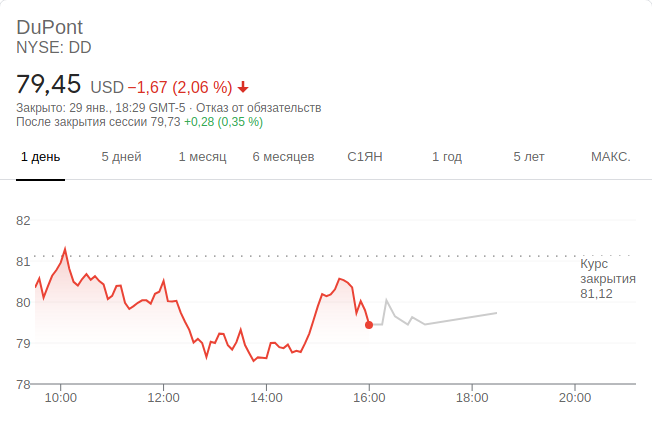 DuPont
NYSE: DD
79,45 USD −1,67 (2,06 %)
Закрыто: 29 янв., 18:29 GMT-5 · Отказ от обязательств
После закрытия сессии 79,73 +0,28 (0,35 %)
1 день 5 дней 1 месяц 6 месяцев С1ЯН 1 год 5 лет МАКС.
82
81
80
79
78
Курс
закрытия
81,12
10:00 12:00 14:00 16:00 18:00 20:00